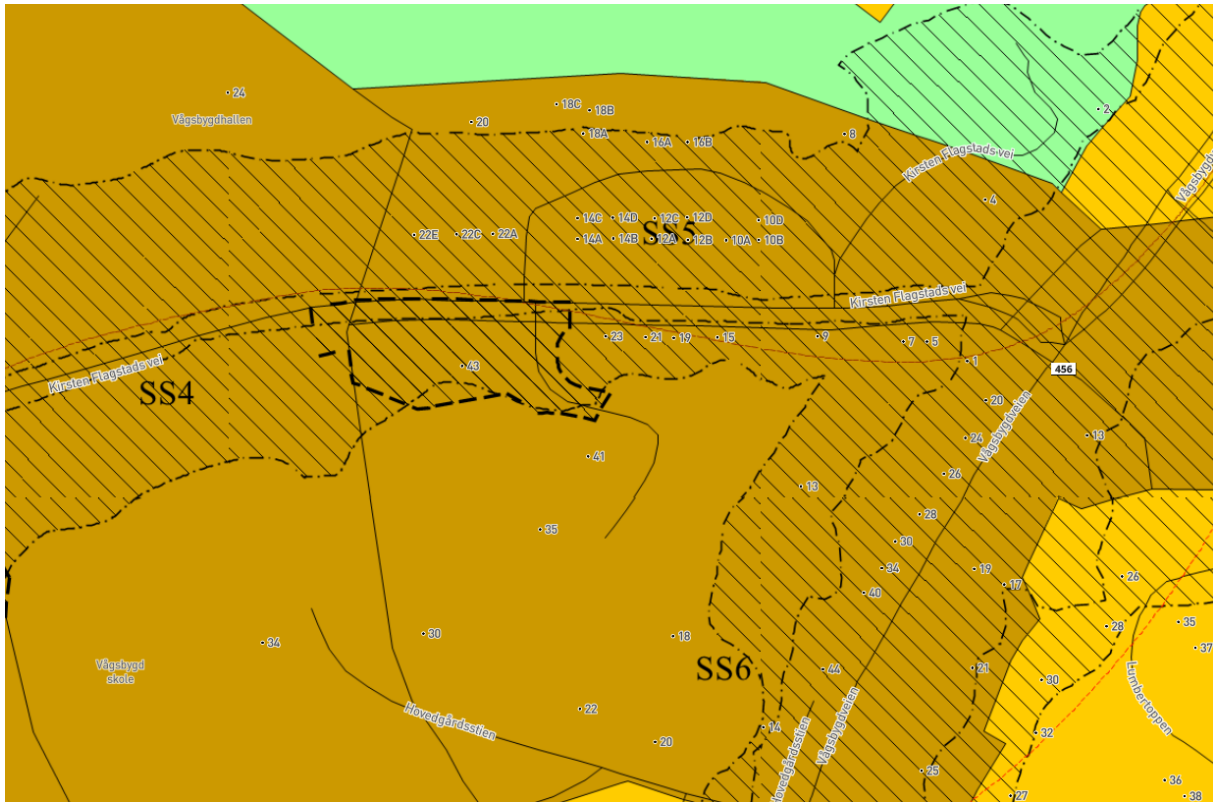 24
Vågsbygdhallen
20
18C
18B
18A
16A
16B
8
2
Kirsten Flagstads vei
Vågsbygdv
4
14C
14D
12C
12D
10D
SS5
22E
22C
22A
14A
14B
12A
12B
10A
10B
Kirsten Flagstads vei
23
21
19
15
9
7
5
1
456
Kirsten Flagstads vei
SS4
43
20
Vågsbygdveien
24
13
41
26
13
28
35
30
34
19
17
26
40
28
35
37
34
30
18
Vågsbygd
skole
SS6
44
21
30
Lumbertoppen
Hovedgårdsstien
22
14
20
Hovedgårdsstien
Vågsbygdveien
32
25
27
36
38